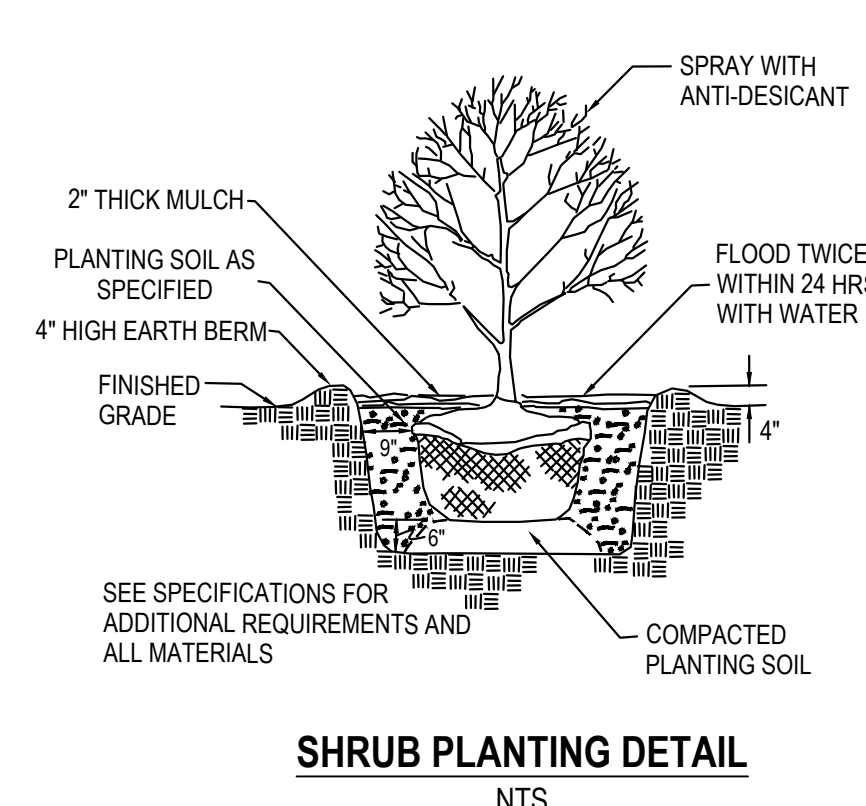 SPRAY WITH
ANTI-DESICANT
2" THICK MULCH
PLANTING SOIL AS
SPECIFIED
FLOOD TWICE
WITHIN 24 HRS
WITH WATER
4" HIGH EARTH BERM
FINISHED
GRADE
4"
9"
6"
SEE SPECIFICATIONS FOR
ADDITIONAL REQUIREMENTS AND
ALL MATERIALS
COMPACTED
PLANTING SOIL
SHRUB PLANTING DETAIL
NTS